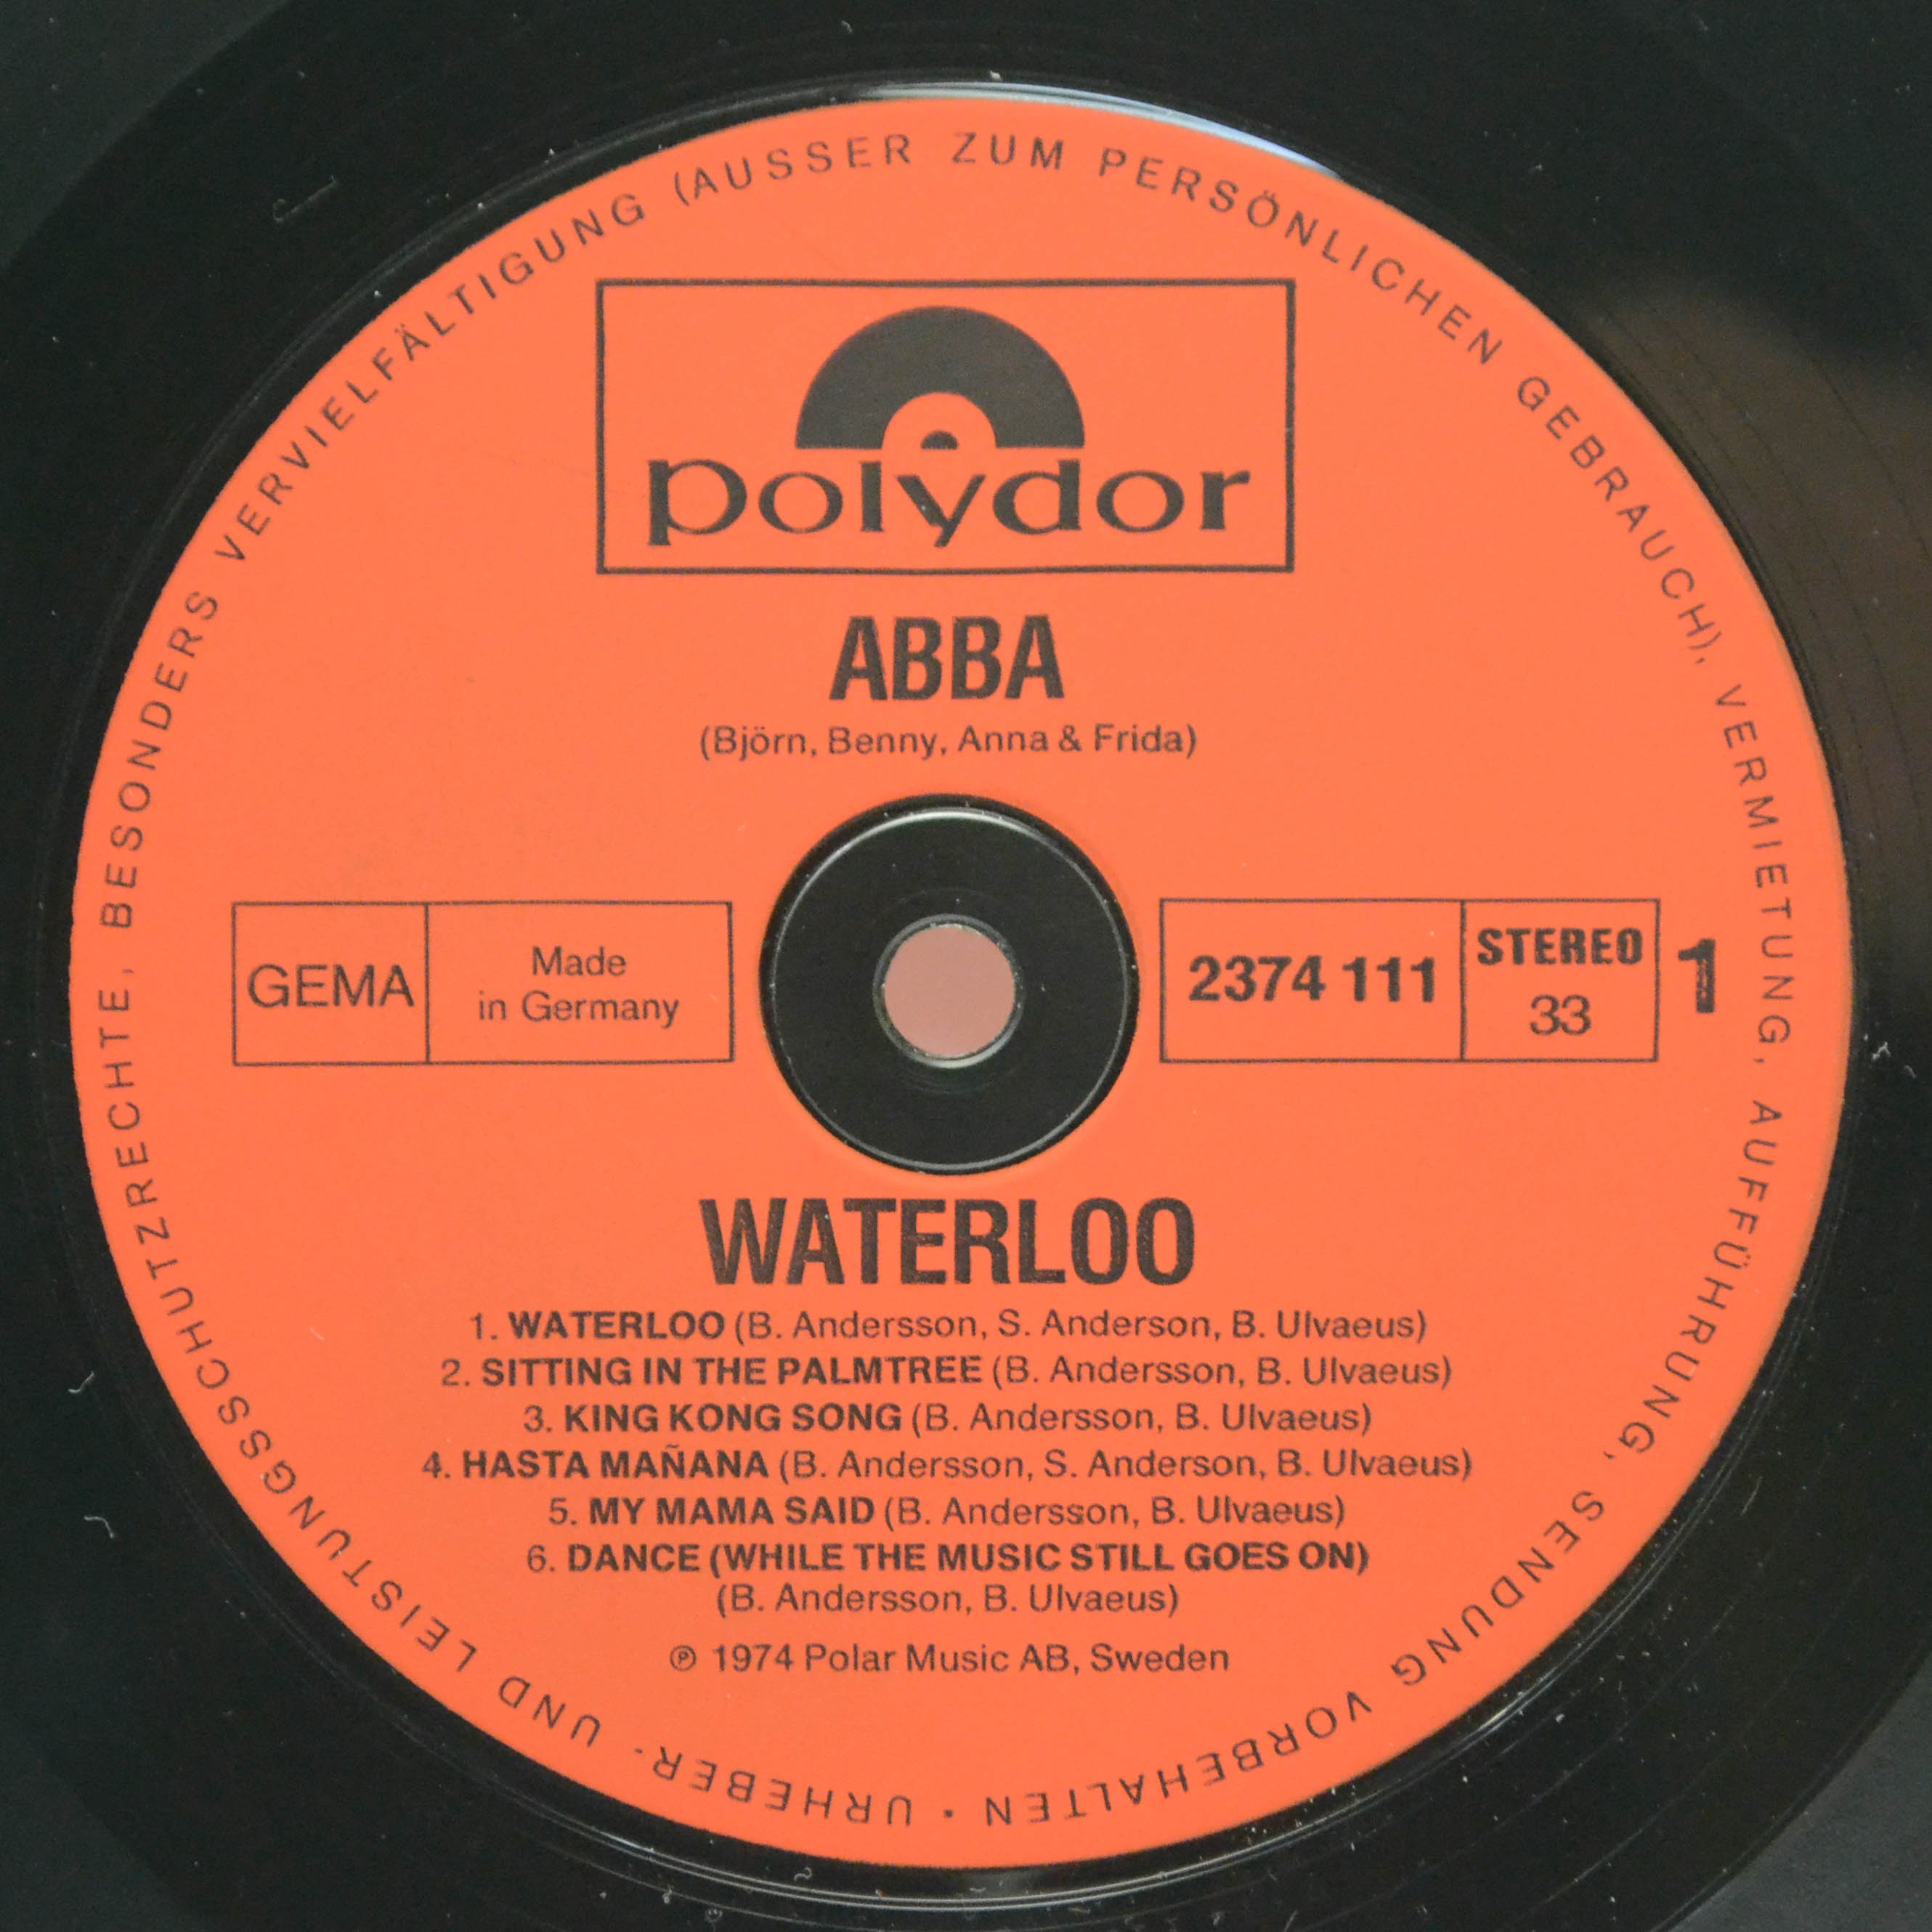 URHEBER- UND LEISTUNGSSCHUTZRECHTE, BESONDERS VERVIELFÄLTIGUNG (AUSSER ZUM PERSÖNLICHEN GEBRAUCH), VERMIETUNG, AUFFÜHRUNG, SENDUNG VORBEHALTEN •
polydor
ABBA
(Björn, Benny, Anna & Frida)
GEMA
Made
in Germany
2374 111
STEREO
33
1
WATERLOO
1. WATERLOO (B. Andersson, S. Anderson, B. Ulvaeus)
2. SITTING IN THE PALMTREE (B. Andersson, B. Ulvaeus)
3. KING KONG SONG (B. Andersson, B. Ulvaeus)
4. HASTA MAÑANA (B. Andersson, S. Anderson, B. Ulvaeus)
5. MY MAMA SAID (B. Andersson, B. Ulvaeus)
6. DANCE (WHILE THE MUSIC STILL GOES ON)
(B. Andersson, B. Ulvaeus)
℗ 1974 Polar Music AB, Sweden